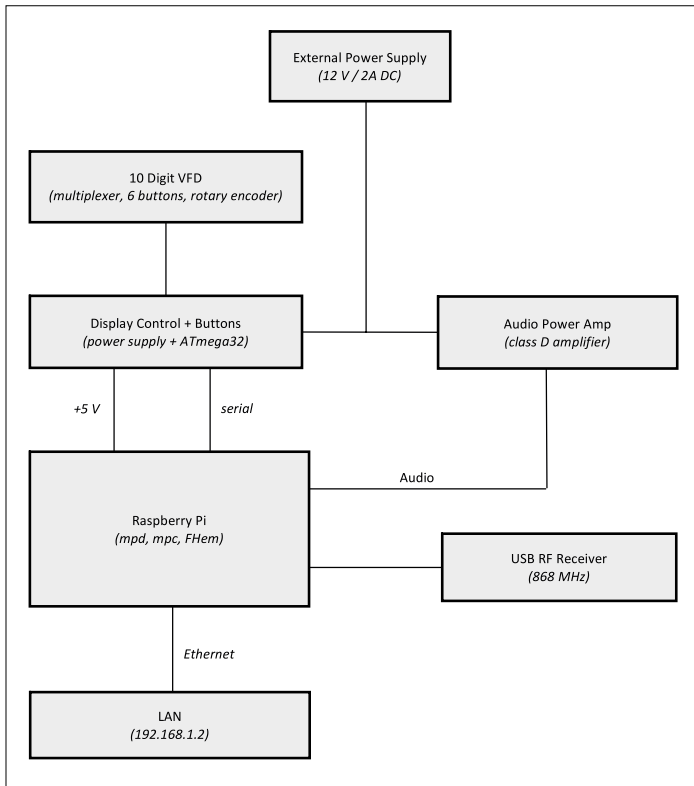 External Power Supply
(12 V / 2A DC)
10 Digit VFD
(multiplexer, 6 buttons, rotary encoder)
Display Control + Buttons
(power supply + ATmega32)
Audio Power Amp
(class D amplifier)
+5 V
serial
Raspberry Pi
(mpd, mpc, FHem)
Audio
USB RF Receiver
(868 MHz)
Ethernet
LAN
(192.168.1.2)